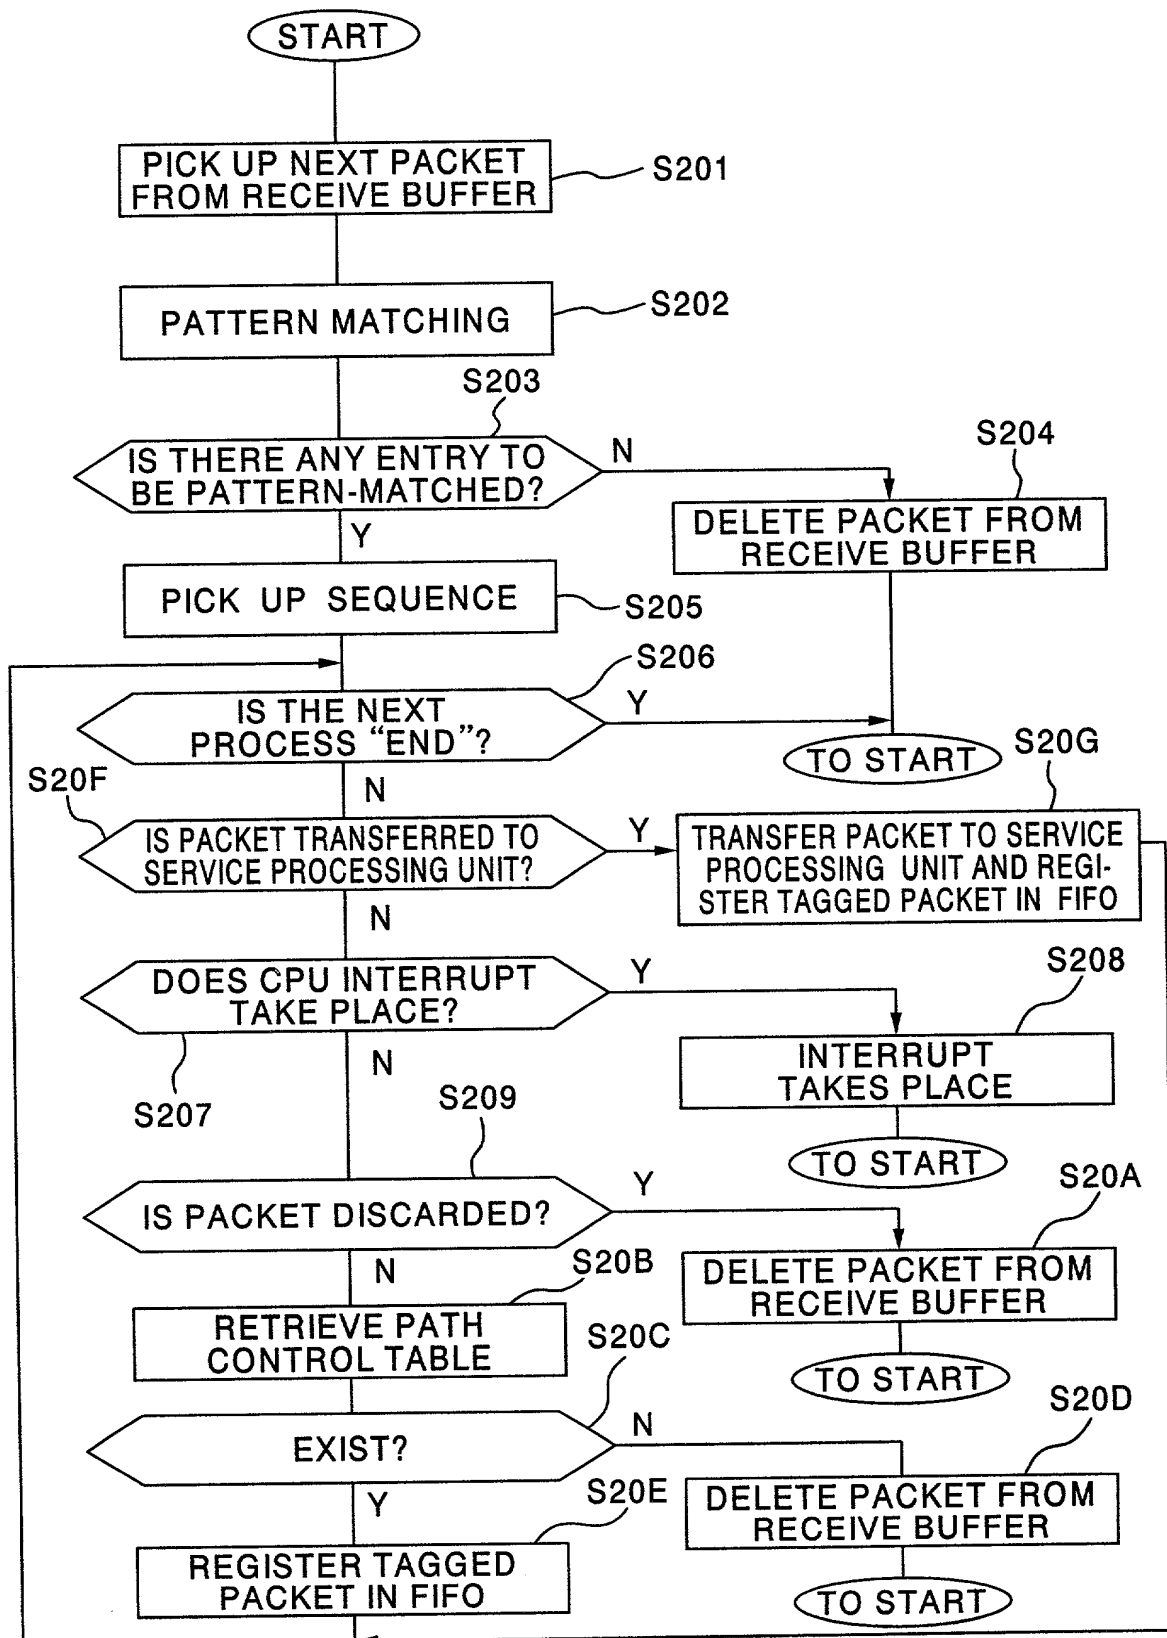 START
PICK UP NEXT PACKET
FROM RECEIVE BUFFER
S201
PATTERN MATCHING
S202
S203
IS THERE ANY ENTRY TO
BE PATTERN-MATCHED?
N
Y
S204
DELETE PACKET FROM
RECEIVE BUFFER
PICK UP SEQUENCE
S205
S206
IS THE NEXT
PROCESS “END”?
Y
N
TO START
S20F
IS PACKET TRANSFERRED TO
SERVICE PROCESSING UNIT?
Y
N
S20G
TRANSFER PACKET TO SERVICE
PROCESSING UNIT AND REGI-
STER TAGGED PACKET IN FIFO
DOES CPU INTERRUPT
TAKE PLACE?
Y
N
S207
S208
INTERRUPT
TAKES PLACE
TO START
S209
IS PACKET DISCARDED?
Y
N
S20A
DELETE PACKET FROM
RECEIVE BUFFER
TO START
S20B
RETRIEVE PATH
CONTROL TABLE
S20C
EXIST?
N
Y
S20D
DELETE PACKET FROM
RECEIVE BUFFER
TO START
S20E
REGISTER TAGGED
PACKET IN FIFO